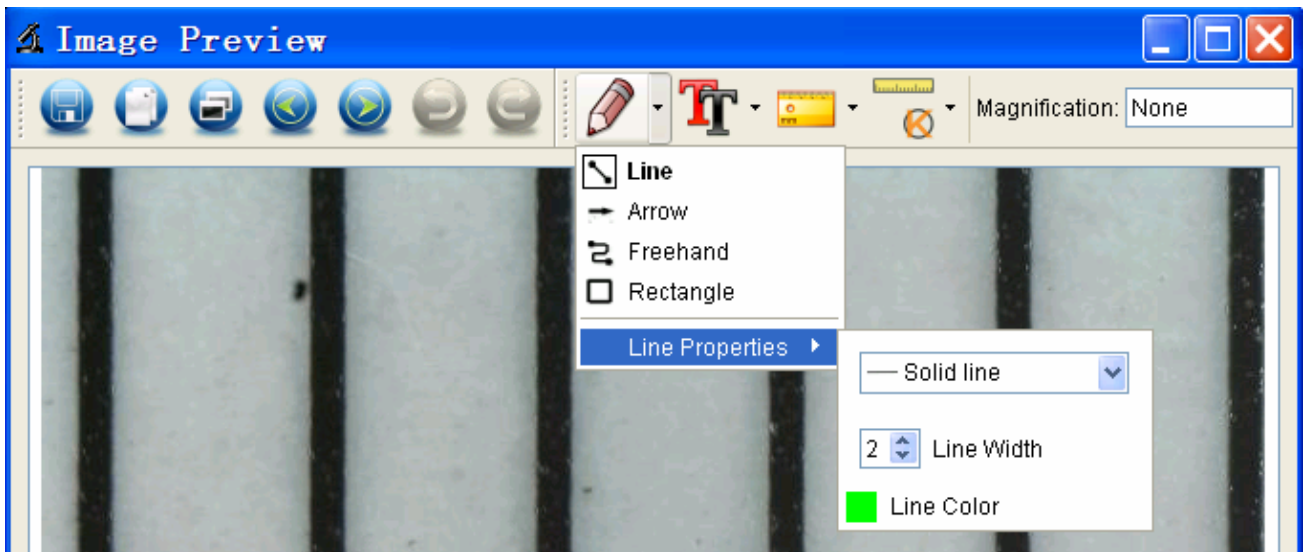 Image Preview
Magnification: None
Line
Arrow
Freehand
Rectangle
Line Properties
Solid line
2 Line Width
Line Color